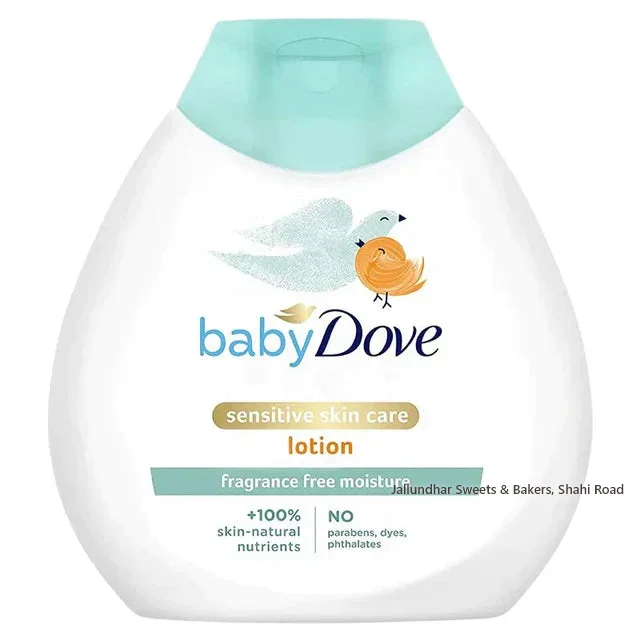 baby Dove
sensitive skin care
lotion
fragrance free moisture
Jallundhar Sweets & Bakers, Shahi Road
+100%
skin-natural
nutrients
NO
parabens, dyes,
phthalates